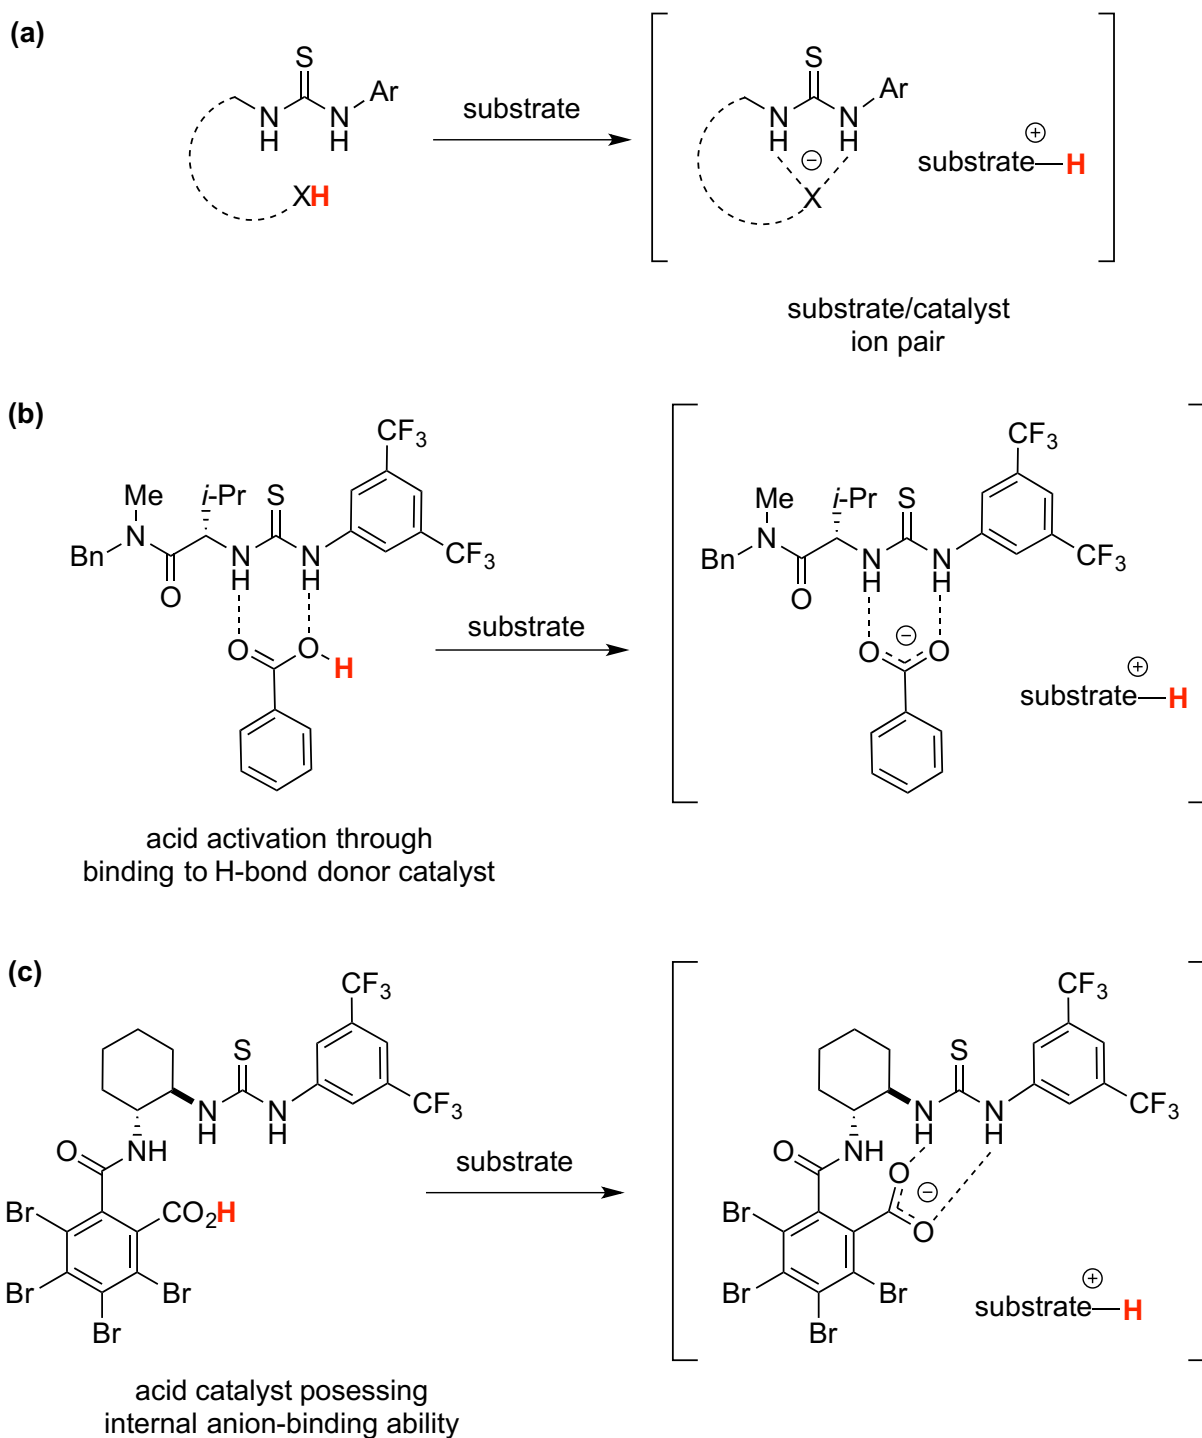 (a)
S
N
H
N
H
Ar
XH
substrate
S
N
H
N
H
Ar
⊖
X
⊕
substrate—H
substrate/catalyst
ion pair
(b)
CF3
Me
i-Pr
S
N
Bn
O
N
H
N
H
CF3
O
O
H
substrate
CF3
Me
i-Pr
S
N
Bn
O
N
H
N
H
CF3
O
⊖
O
⊕
substrate—H
acid activation through
binding to H-bond donor catalyst
(c)
CF3
S
N
H
N
H
CF3
O
NH
CO2H
Br
Br
Br
Br
substrate
CF3
S
N
H
N
H
CF3
O
NH
O
⊖
O
Br
Br
Br
Br
⊕
substrate—H
acid catalyst posessing
internal anion-binding ability